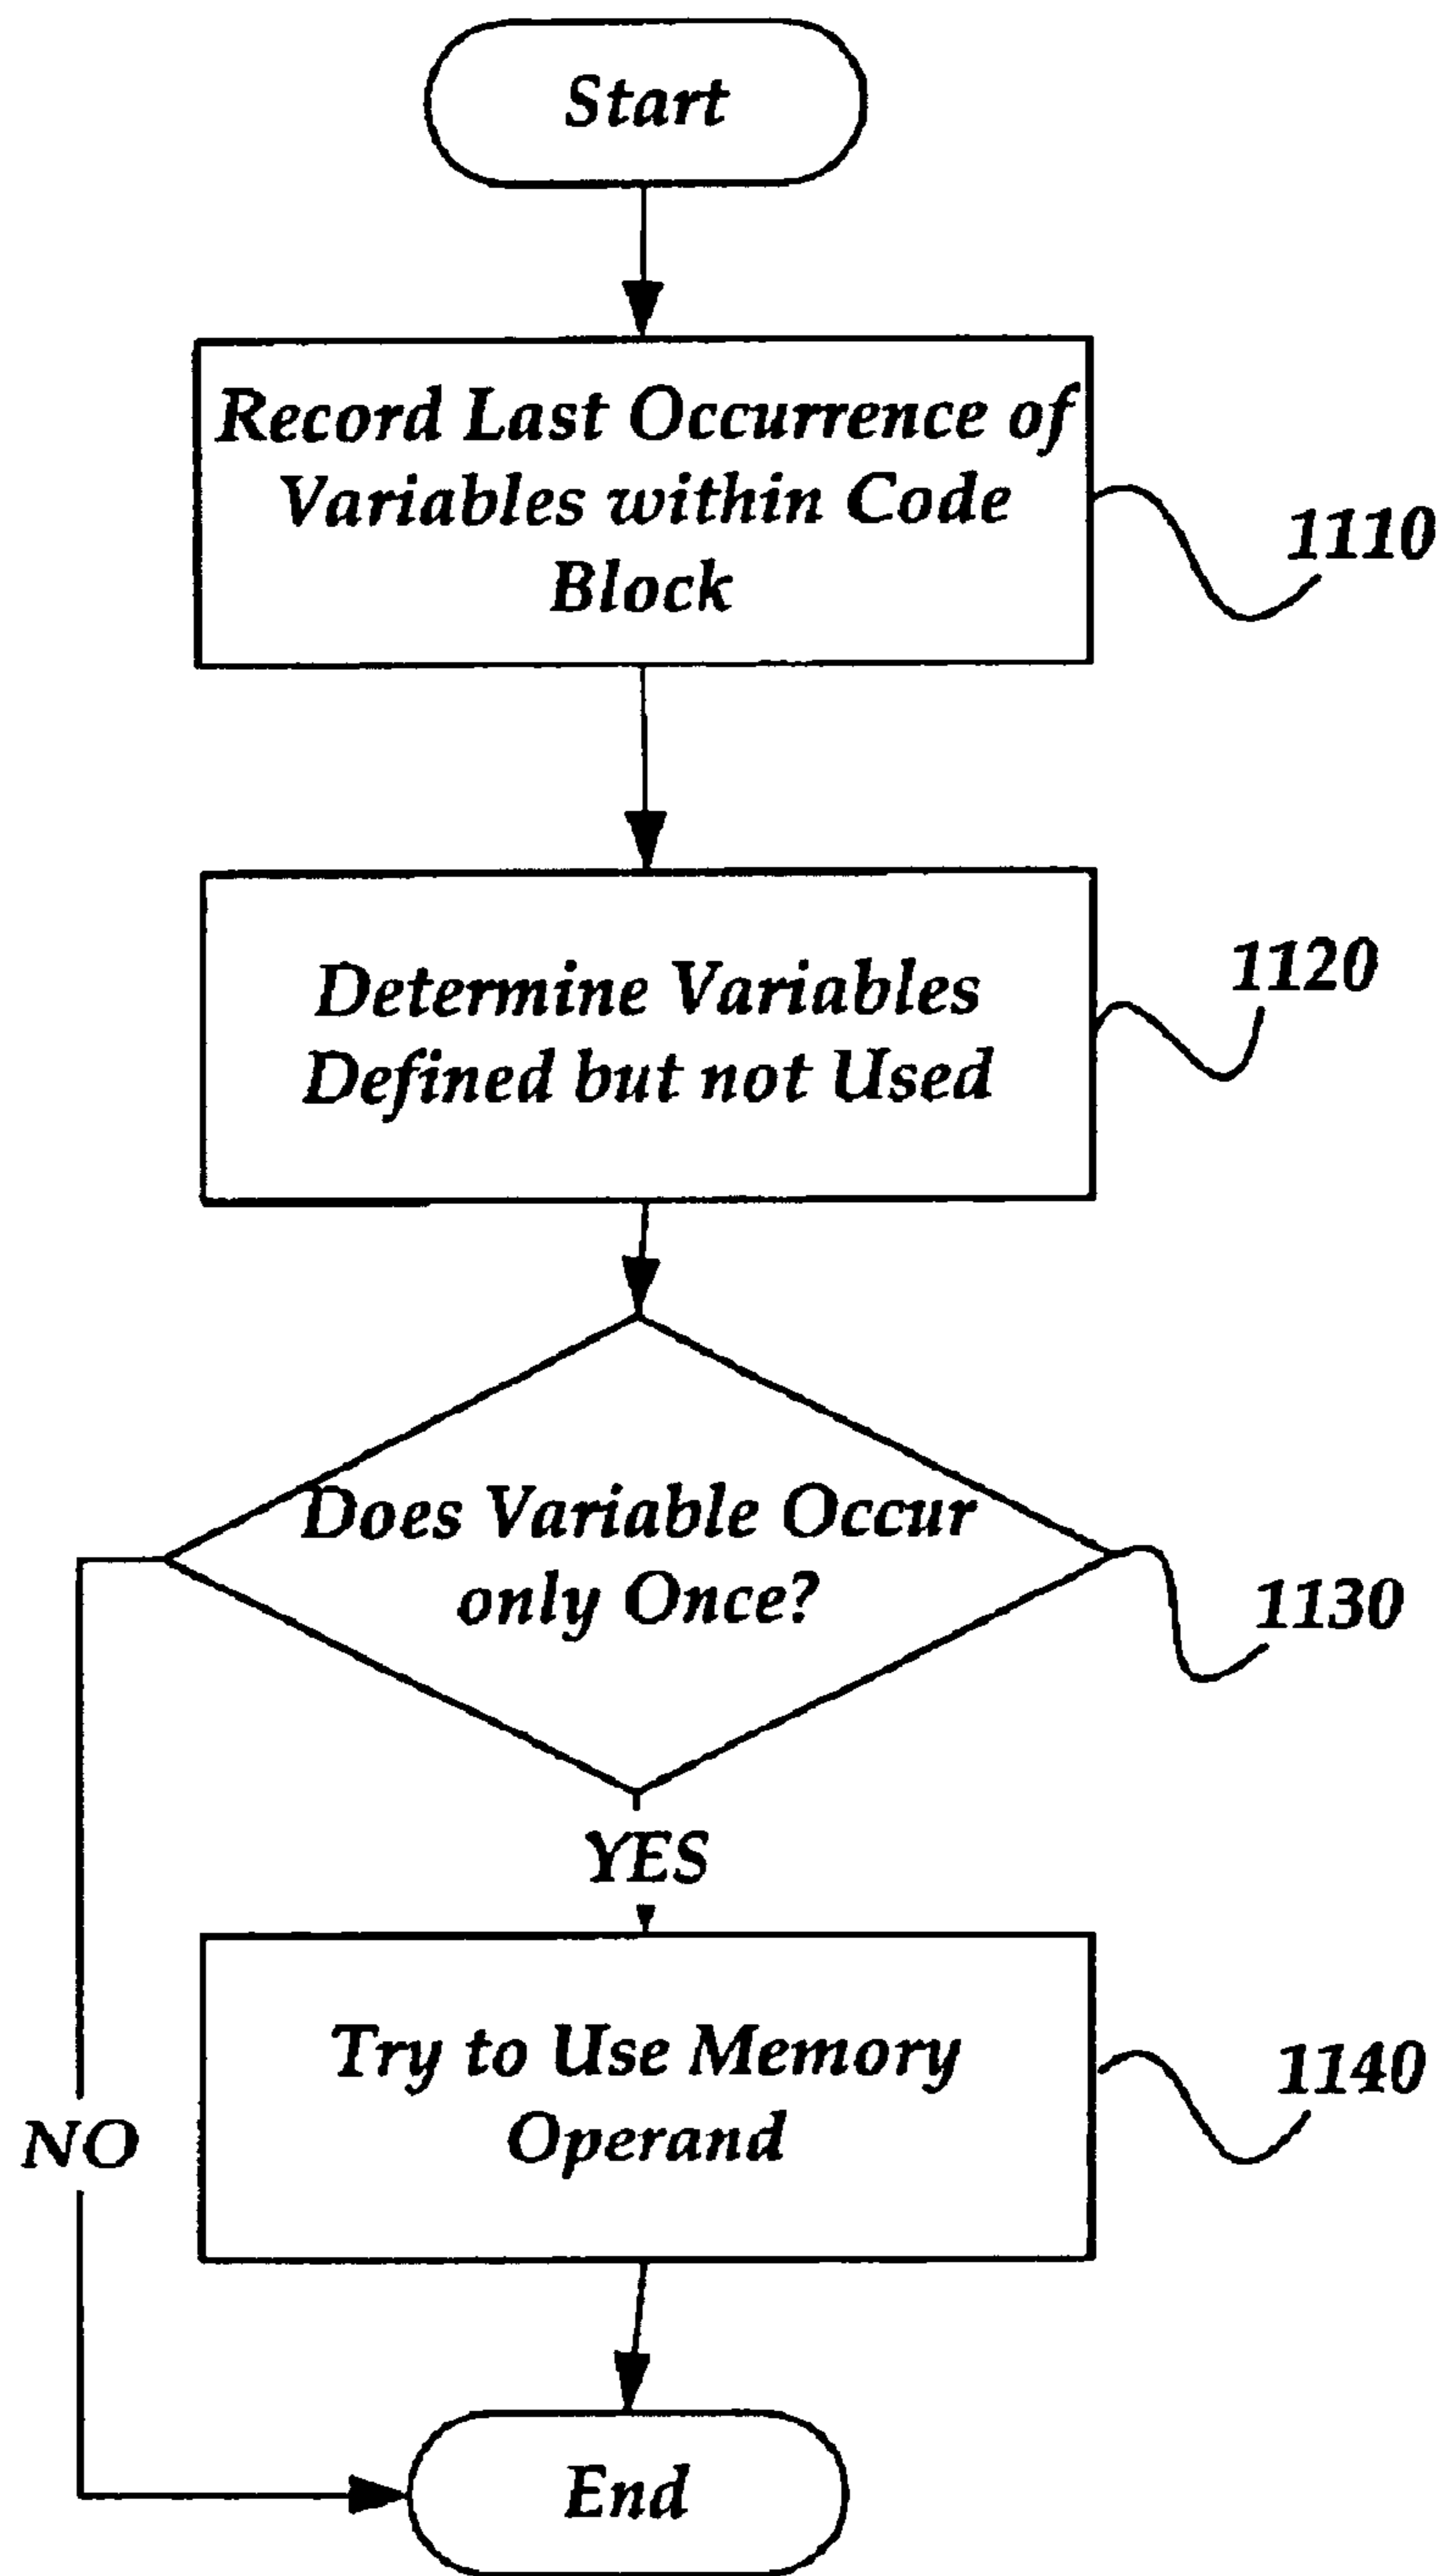 Start
Record Last Occurrence of
Variables within Code
Block
1110
Determine Variables
Defined but not Used
1120
Does Variable Occur
only Once?
1130
YES
Try to Use Memory
Operand
1140
NO
End